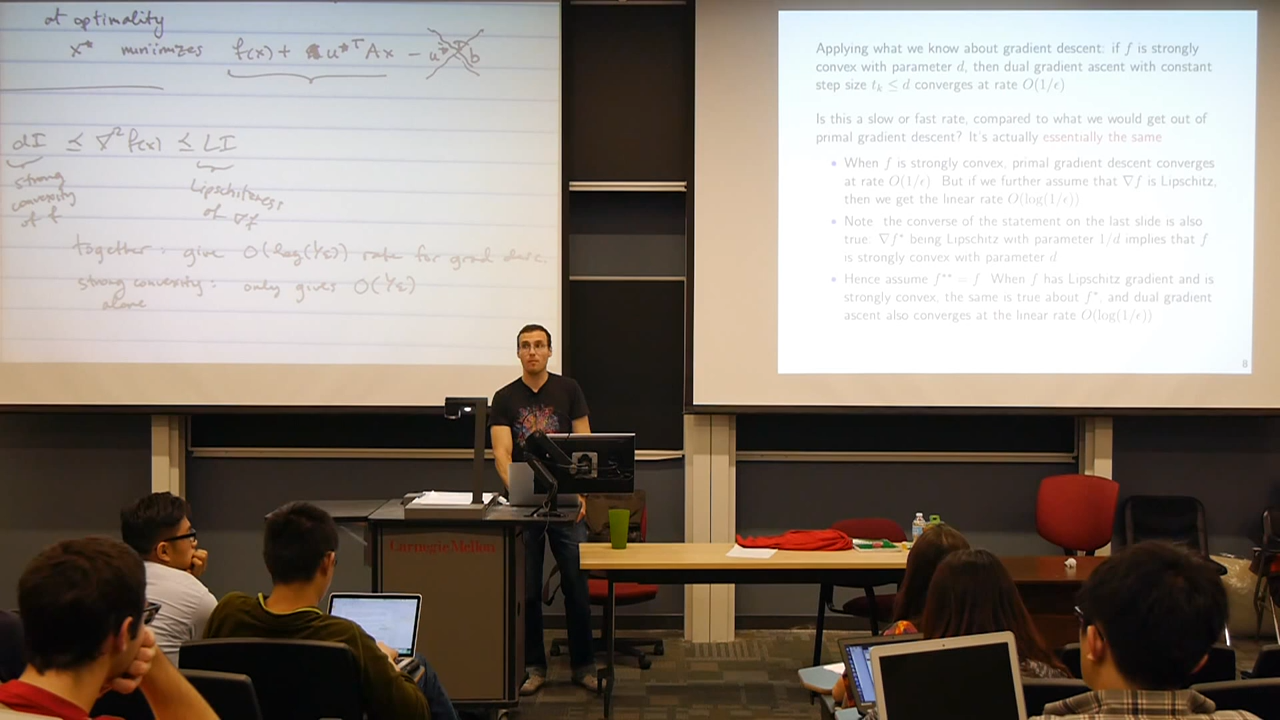 at optimality
x* minimizes f(x) + u*ᵀAx − u*ᵀb
dI ⪯ ∇²f(x) ⪯ LI
strong
convexity
of f
Lipschitzness
of ∇f
together: give O(log(1/ε)) rate for grad desc.
strong convexity: only gives O(1/ε)
alone
Applying what we know about gradient descent: if f is strongly
convex with parameter d, then dual gradient ascent with constant
step size tₖ ≤ d converges at rate O(1/ϵ)
Is this a slow or fast rate, compared to what we would get out of
primal gradient descent? It's actually essentially the same
• When f is strongly convex, primal gradient descent converges
at rate O(1/ϵ) But if we further assume that ∇f is Lipschitz,
then we get the linear rate O(log(1/ϵ))
• Note the converse of the statement on the last slide is also
true ∇f* being Lipschitz with parameter 1/d implies that f
is strongly convex with parameter d
• Hence assume f** = f When f has Lipschitz gradient and is
strongly convex, the same is true about f*, and dual gradient
ascent also converges at the linear rate O(log(1/ϵ))
8
Carnegie Mellon